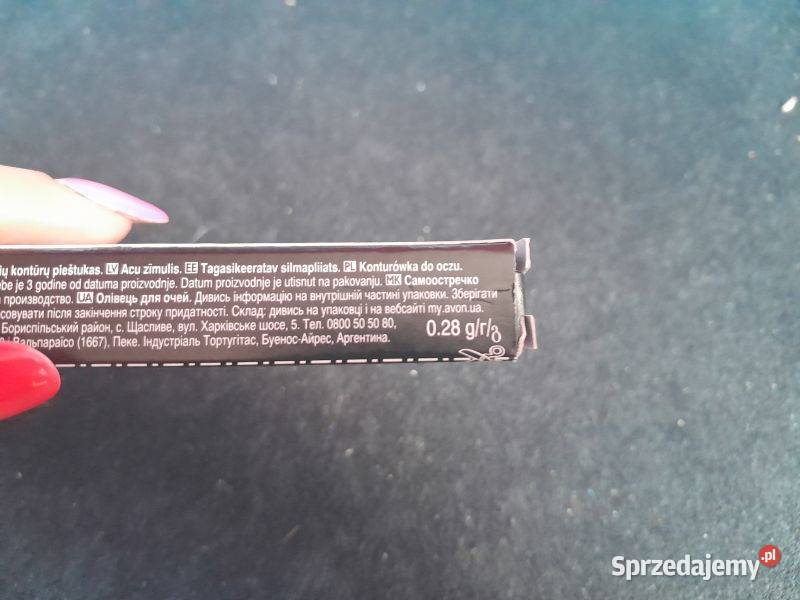 ių kontūrų pieštukas. LV Acu zīmulis. EE Tagasikeeratav silmapliiats. PL Konturówka do oczu.
be je 3 godine od datuma proizvodnje. Datum proizvodnje je utisnut na pakovanju. MK Самоостречко
производство. UA Олівець для очей. Дивись інформацію на внутрішній частині упаковки. Зберігати
совувати після закінчення строку придатності. Склад: дивись на упаковці і на вебсайті my.avon.ua.
Бориспільський район, с. Щасливе, вул. Харківське шосе, 5. Тел. 0800 50 50 80,
Вальпараісо (1667), Пеке. Індустріаль Тортугітас, Буенос-Айрес, Аргентина.
0.28 g/г/გ
Sprzedajemy.pl